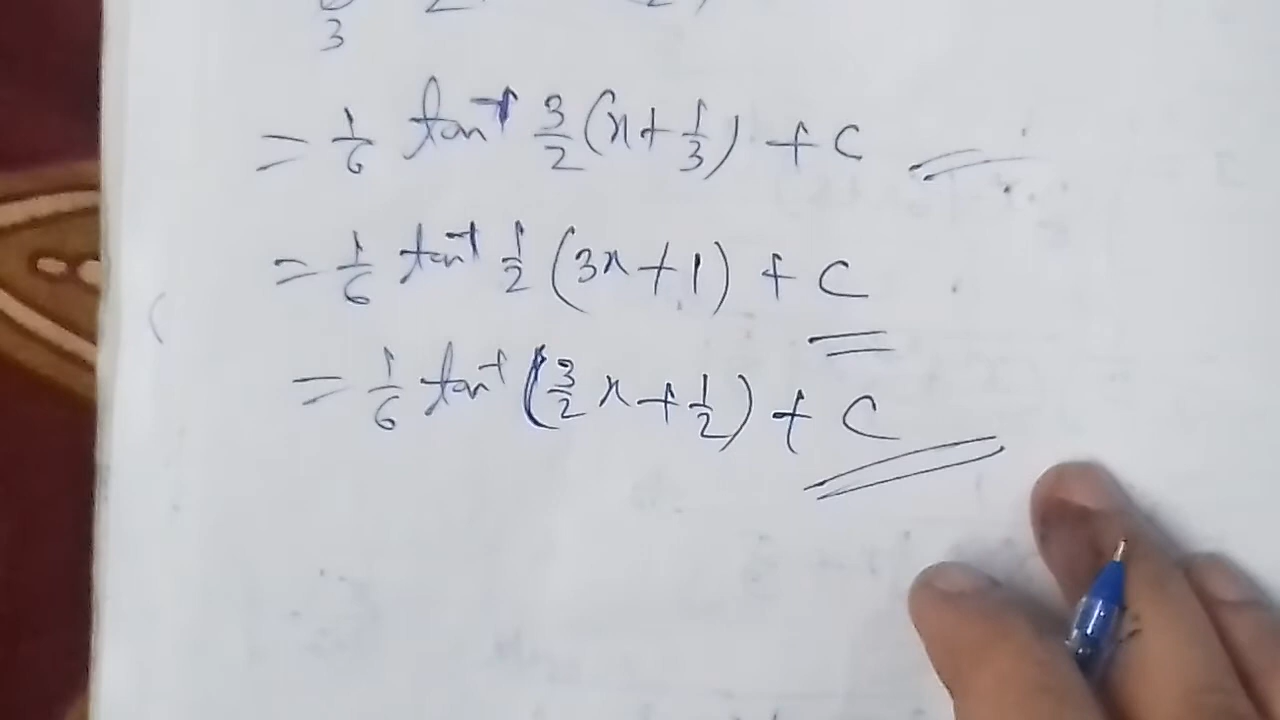 3
= 1/6 tan⁻¹ 3/2 (x + 1/3) + C
= 1/6 tan⁻¹ 1/2 (3x + 1) + C
= 1/6 tan⁻¹ (3/2 x + 1/2) + C